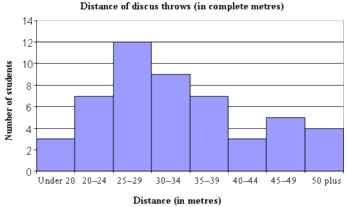 Distance of discus throws (in complete metres)
Number of students
14
12
10
8
6
4
2
0
Under 20 20–24 25–29 30–34 35–39 40–44 45–49 50 plus
Distance (in metres)